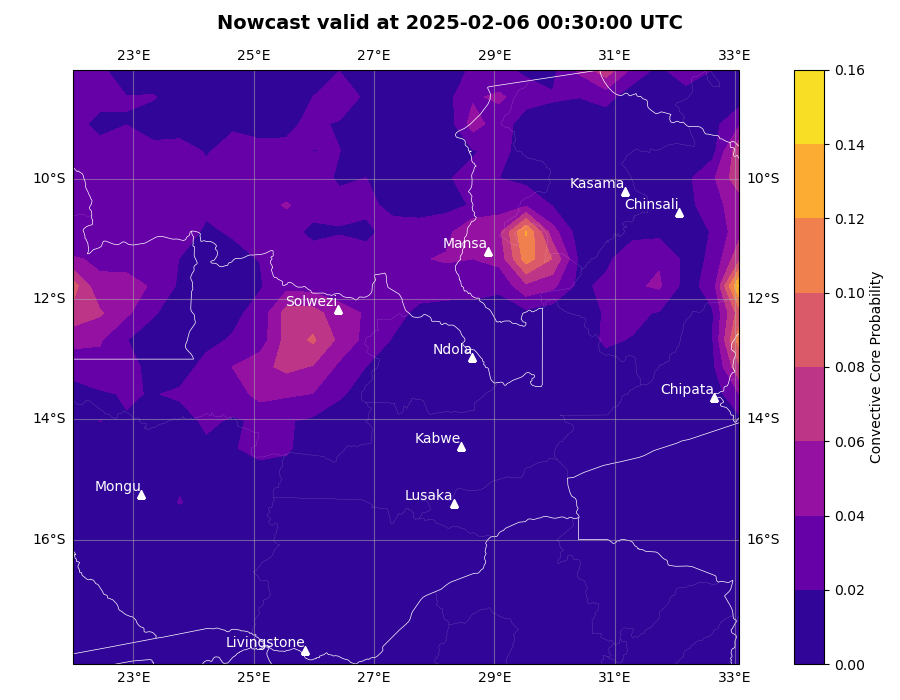 Nowcast valid at 2025-02-06 00:30:00 UTC
23°E 25°E 27°E 29°E 31°E 33°E
0.16
0.14
0.12
0.10
0.08
0.06
0.04
0.02
0.00
Convective Core Probability
10°S 10°S
12°S 12°S
14°S 14°S
16°S 16°S
Kasama
Chinsali
Mansa
Solwezi
Ndola
Chipata
Kabwe
Mongu
Lusaka
Livingstone
23°E 25°E 27°E 29°E 31°E 33°E